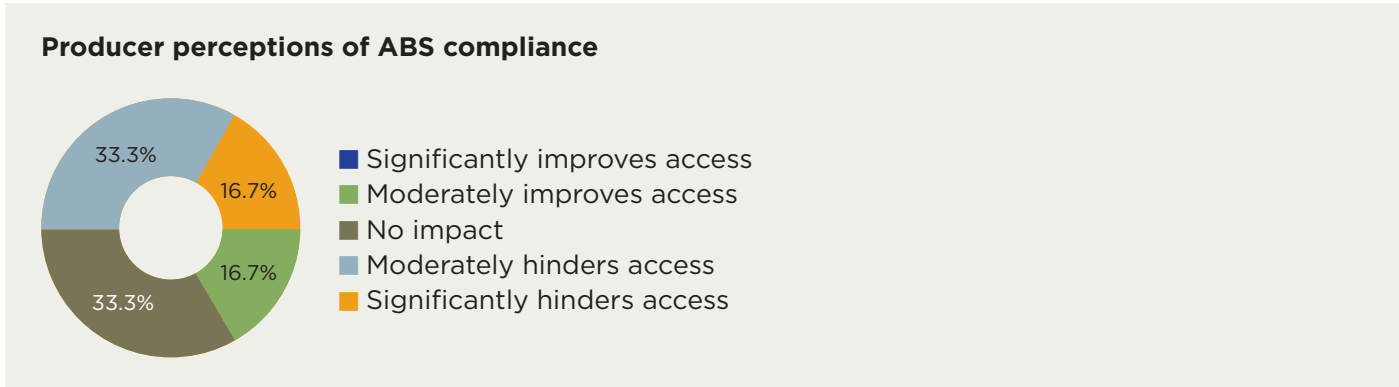 Producer perceptions of ABS compliance
33.3%
16.7%
16.7%
33.3%
Significantly improves access
Moderately improves access
No impact
Moderately hinders access
Significantly hinders access